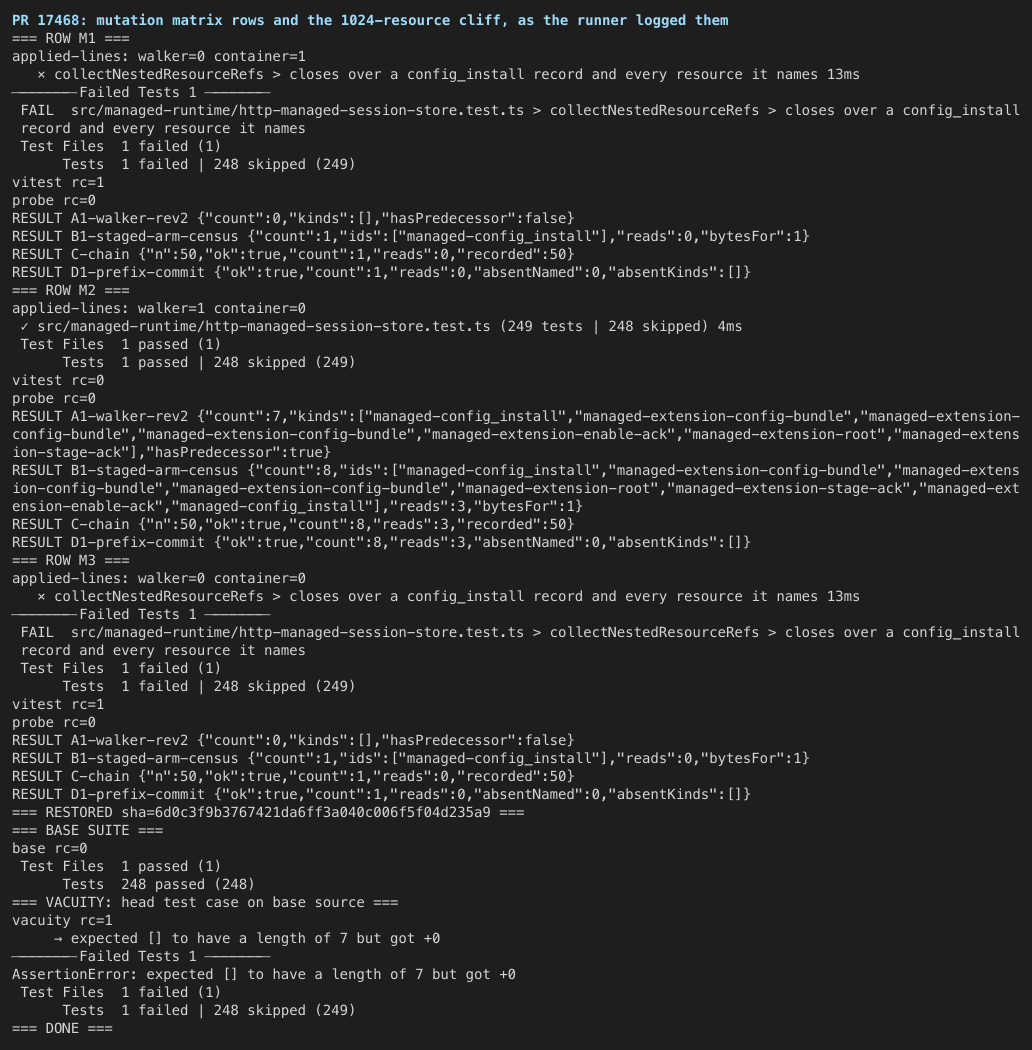 PR 17468: mutation matrix rows and the 1024-resource cliff, as the runner logged them
=== ROW M1 ===
applied-lines: walker=0 container=1
   × collectNestedResourceRefs > closes over a config_install record and every resource it names 13ms
⎯⎯⎯⎯⎯⎯⎯Failed Tests 1 ⎯⎯⎯⎯⎯⎯⎯
 FAIL  src/managed-runtime/http-managed-session-store.test.ts > collectNestedResourceRefs > closes over a config_install
 record and every resource it names
 Test Files  1 failed (1)
      Tests  1 failed | 248 skipped (249)
vitest rc=1
probe rc=0
RESULT A1-walker-rev2 {"count":0,"kinds":[],"hasPredecessor":false}
RESULT B1-staged-arm-census {"count":1,"ids":["managed-config_install"],"reads":0,"bytesFor":1}
RESULT C-chain {"n":50,"ok":true,"count":1,"reads":0,"recorded":50}
RESULT D1-prefix-commit {"ok":true,"count":1,"reads":0,"absentNamed":0,"absentKinds":[]}
=== ROW M2 ===
applied-lines: walker=1 container=0
 ✓ src/managed-runtime/http-managed-session-store.test.ts (249 tests | 248 skipped) 4ms
 Test Files  1 passed (1)
      Tests  1 passed | 248 skipped (249)
vitest rc=0
probe rc=0
RESULT A1-walker-rev2 {"count":7,"kinds":["managed-config_install","managed-extension-config-bundle","managed-extension-
config-bundle","managed-extension-config-bundle","managed-extension-enable-ack","managed-extension-root","managed-extens
ion-stage-ack"],"hasPredecessor":true}
RESULT B1-staged-arm-census {"count":8,"ids":["managed-config_install","managed-extension-config-bundle","managed-extens
ion-config-bundle","managed-extension-config-bundle","managed-extension-root","managed-extension-stage-ack","managed-ext
ension-enable-ack","managed-config_install"],"reads":3,"bytesFor":1}
RESULT C-chain {"n":50,"ok":true,"count":8,"reads":3,"recorded":50}
RESULT D1-prefix-commit {"ok":true,"count":8,"reads":3,"absentNamed":0,"absentKinds":[]}
=== ROW M3 ===
applied-lines: walker=0 container=0
   × collectNestedResourceRefs > closes over a config_install record and every resource it names 13ms
⎯⎯⎯⎯⎯⎯⎯Failed Tests 1 ⎯⎯⎯⎯⎯⎯⎯
 FAIL  src/managed-runtime/http-managed-session-store.test.ts > collectNestedResourceRefs > closes over a config_install
 record and every resource it names
 Test Files  1 failed (1)
      Tests  1 failed | 248 skipped (249)
vitest rc=1
probe rc=0
RESULT A1-walker-rev2 {"count":0,"kinds":[],"hasPredecessor":false}
RESULT B1-staged-arm-census {"count":1,"ids":["managed-config_install"],"reads":0,"bytesFor":1}
RESULT C-chain {"n":50,"ok":true,"count":1,"reads":0,"recorded":50}
RESULT D1-prefix-commit {"ok":true,"count":1,"reads":0,"absentNamed":0,"absentKinds":[]}
=== RESTORED sha=6d0c3f9b3767421da6ff3a040c006f5f04d235a9 ===
=== BASE SUITE ===
base rc=0
 Test Files  1 passed (1)
      Tests  248 passed (248)
=== VACUITY: head test case on base source ===
vacuity rc=1
     → expected [] to have a length of 7 but got +0
⎯⎯⎯⎯⎯⎯⎯Failed Tests 1 ⎯⎯⎯⎯⎯⎯⎯
AssertionError: expected [] to have a length of 7 but got +0
 Test Files  1 failed (1)
      Tests  1 failed | 248 skipped (249)
=== DONE ===